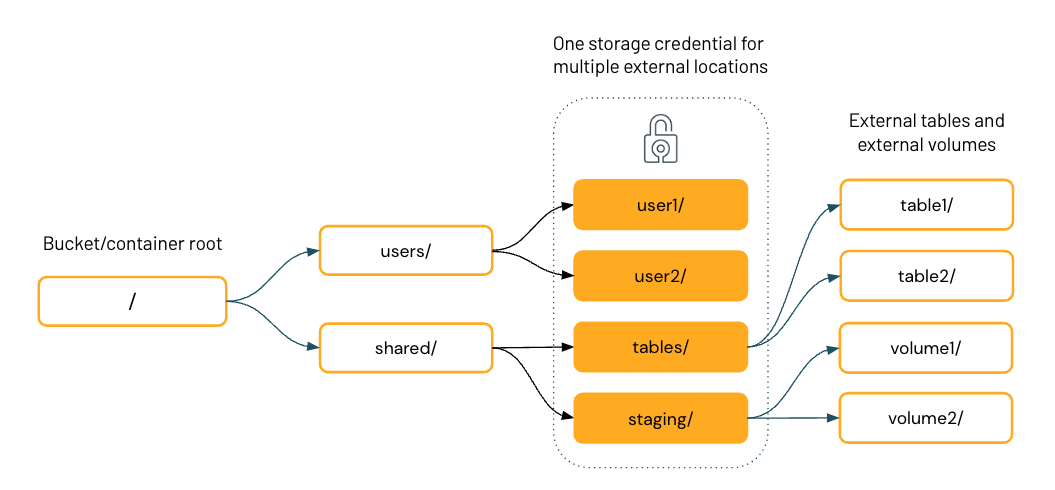 One storage credential for
multiple external locations
External tables and
external volumes
Bucket/container root
/
users/
shared/
user1/
user2/
tables/
staging/
table1/
table2/
volume1/
volume2/